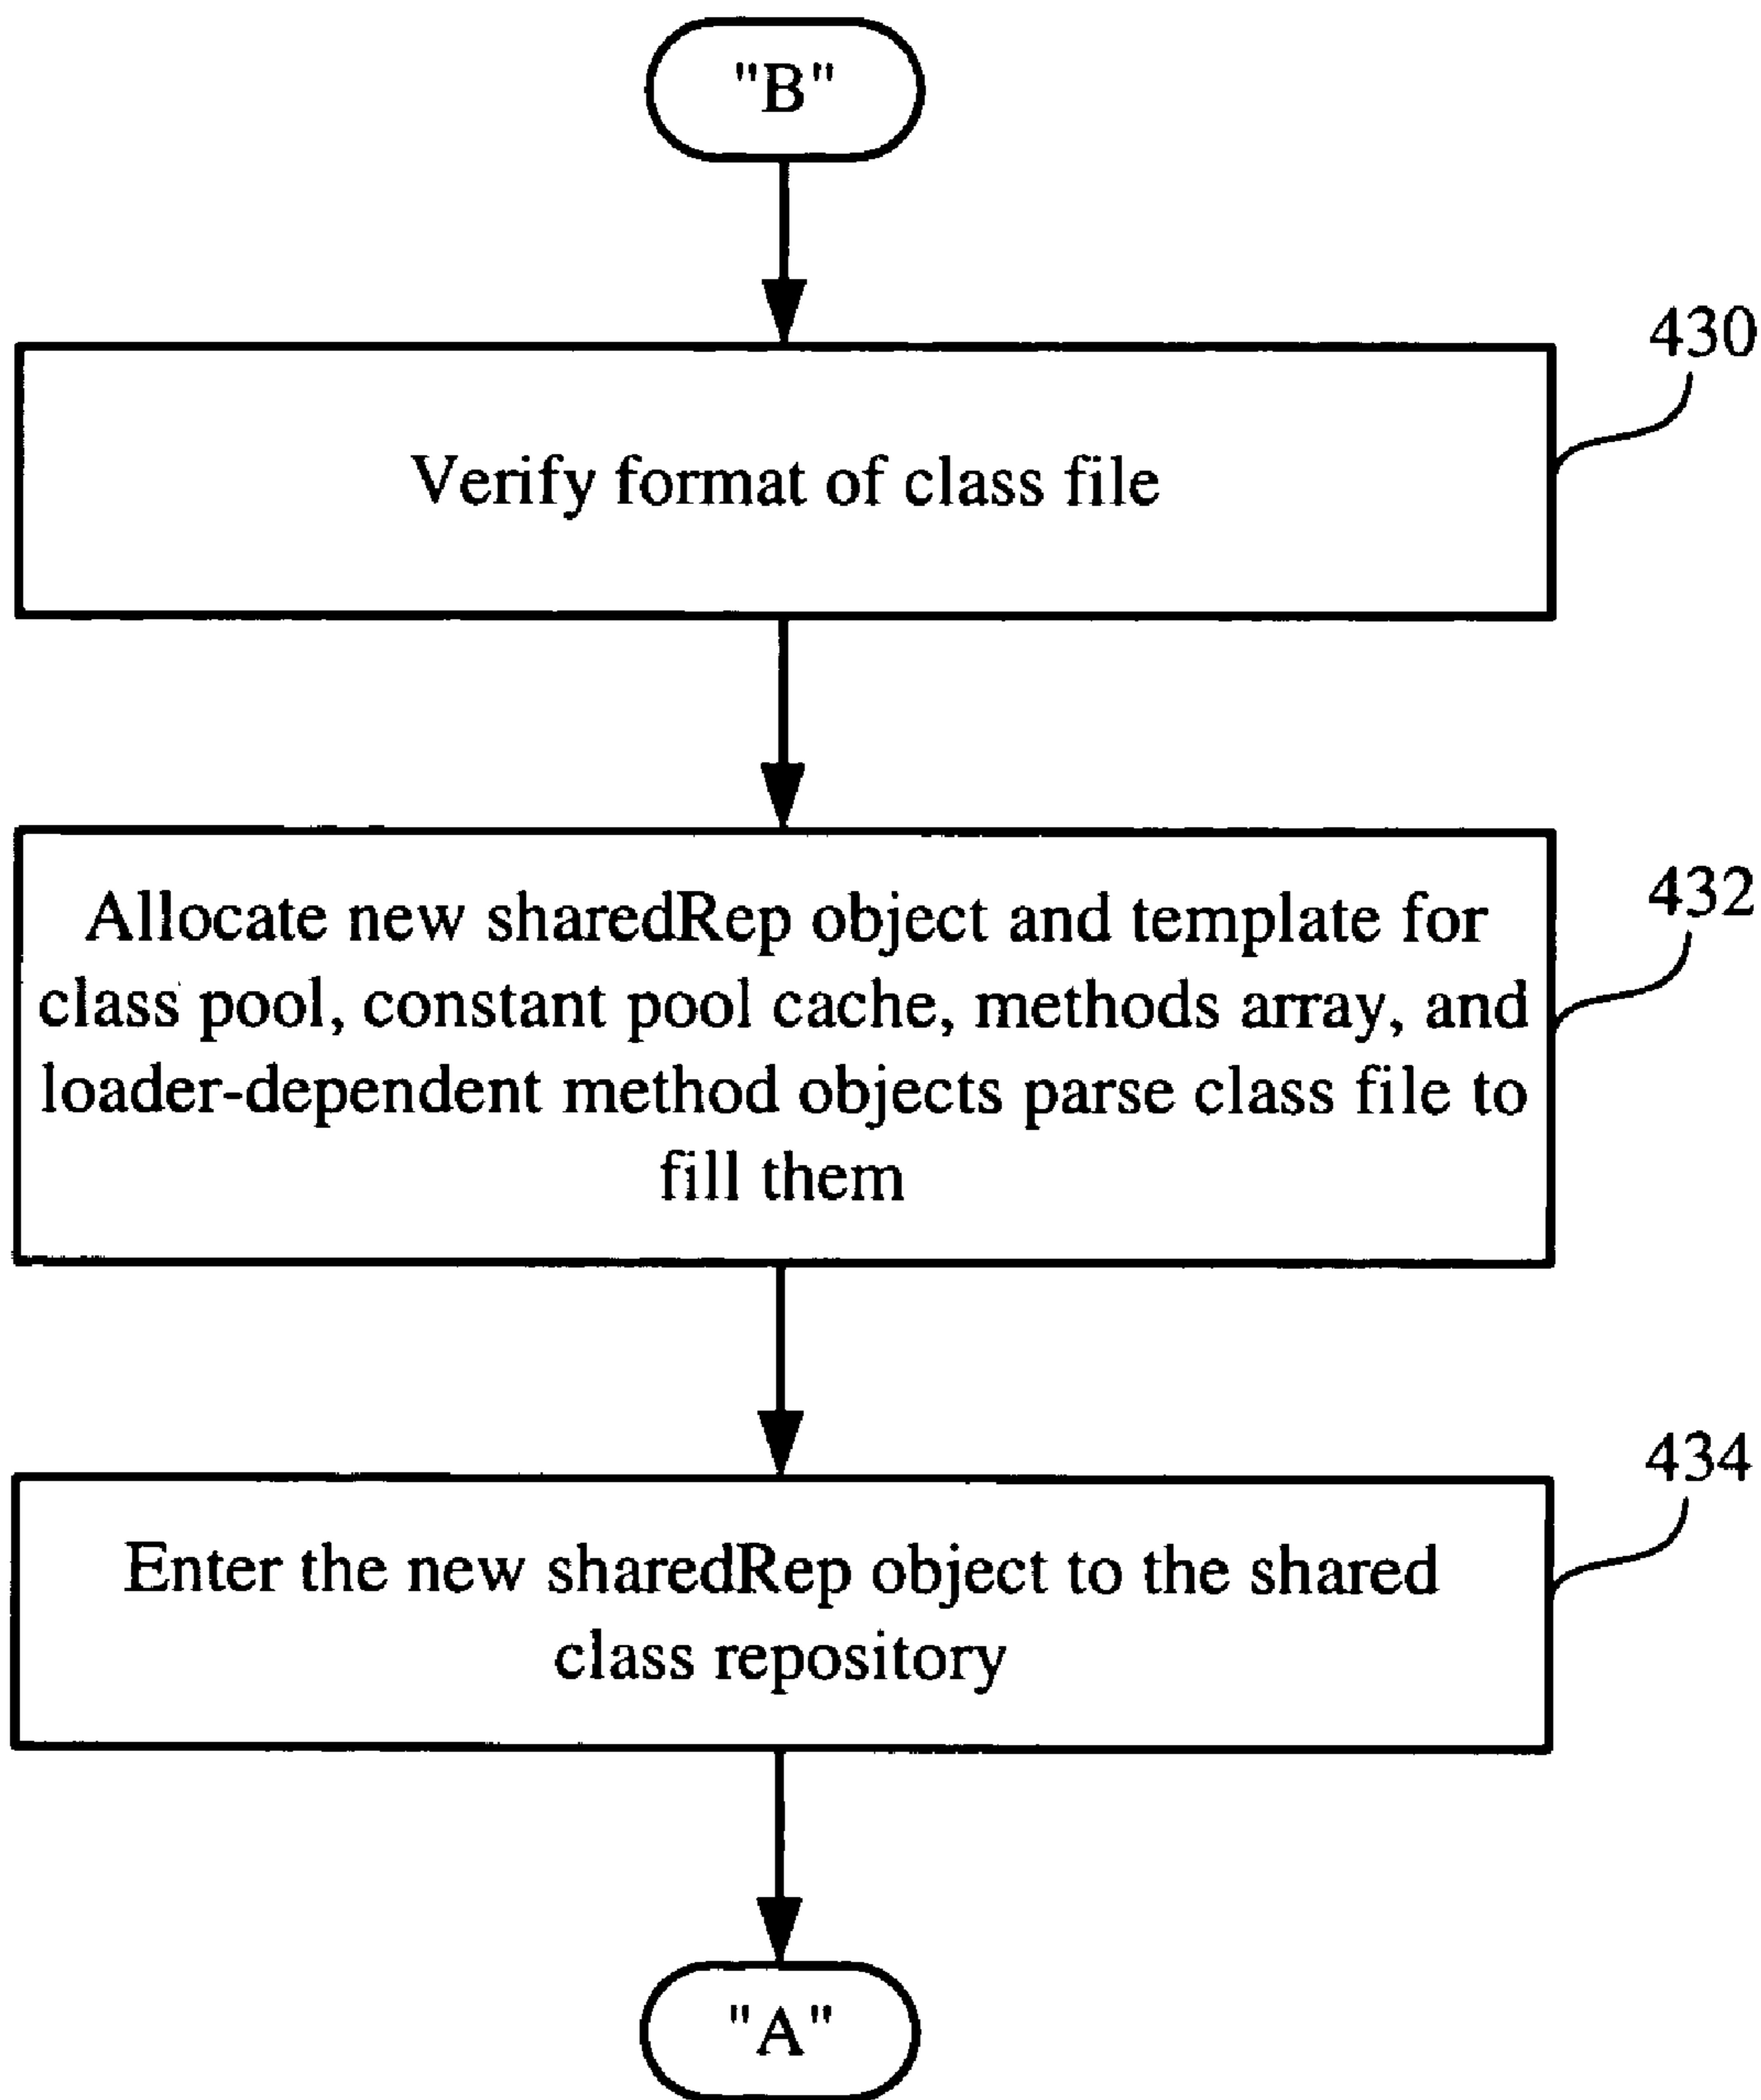 "B"
430
Verify format of class file
432
Allocate new sharedRep object and template for
class pool, constant pool cache, methods array, and
loader-dependent method objects parse class file to
fill them
434
Enter the new sharedRep object to the shared
class repository
"A"